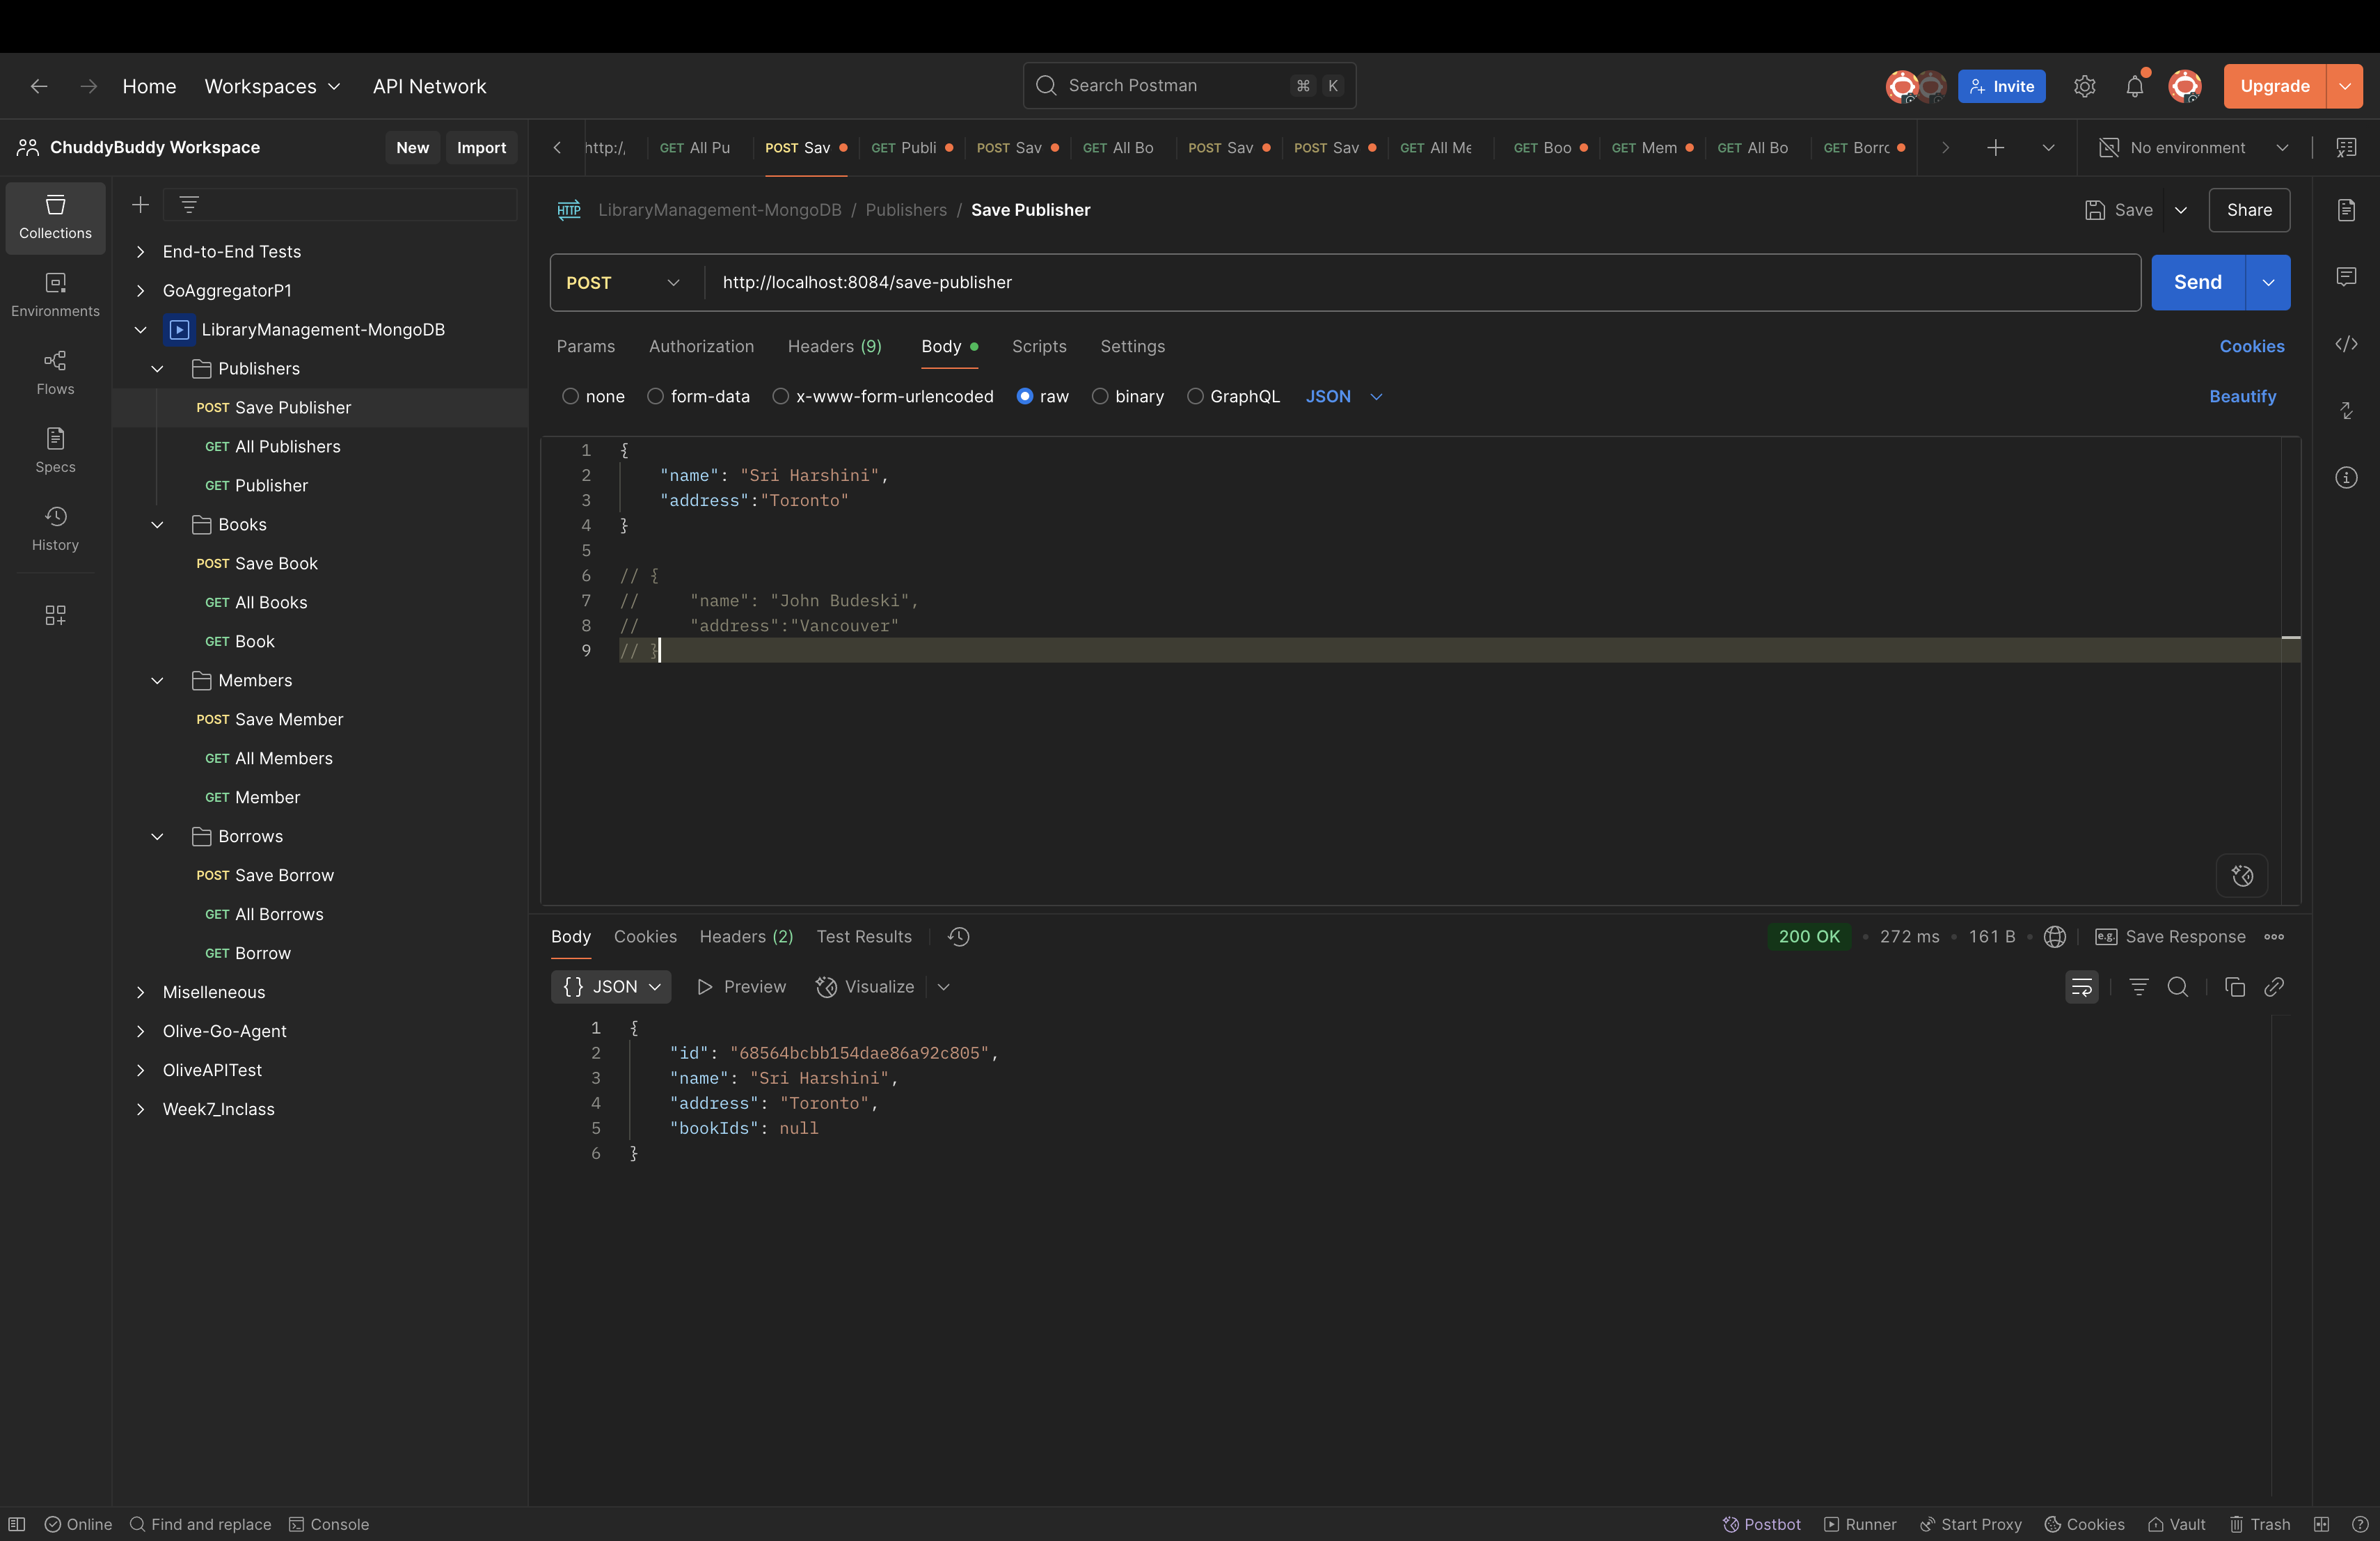 Home Workspaces API Network Search Postman ⌘ K Invite Upgrade
ChuddyBuddy Workspace New Import
http:/, GET All Pu POST Sav GET Publi POST Sav GET All Bo POST Sav POST Sav GET All Me GET Boo GET Mem GET All Bo GET Borrc No environment
Collections
Environments
Flows
Specs
History
End-to-End Tests
GoAggregatorP1
LibraryManagement-MongoDB
Publishers
POST Save Publisher
GET All Publishers
GET Publisher
Books
POST Save Book
GET All Books
GET Book
Members
POST Save Member
GET All Members
GET Member
Borrows
POST Save Borrow
GET All Borrows
GET Borrow
Miselleneous
Olive-Go-Agent
OliveAPITest
Week7_Inclass
HTTP LibraryManagement-MongoDB / Publishers / Save Publisher Save Share
POST http://localhost:8084/save-publisher Send
Params Authorization Headers (9) Body Scripts Settings Cookies
none form-data x-www-form-urlencoded raw binary GraphQL JSON Beautify
1 {
2 "name": "Sri Harshini",
3 "address":"Toronto"
4 }
5
6 // {
7 // "name": "John Budeski",
8 // "address":"Vancouver"
9 // }
Body Cookies Headers (2) Test Results 200 OK • 272 ms • 161 B • e.g. Save Response
{} JSON Preview Visualize
1 {
2 "id": "68564bcbb154dae86a92c805",
3 "name": "Sri Harshini",
4 "address": "Toronto",
5 "bookIds": null
6 }
Online Find and replace Console Postbot Runner Start Proxy Cookies Vault Trash